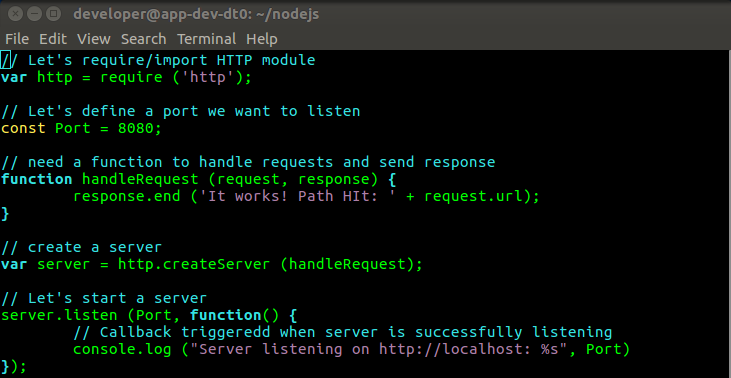 developer@app-dev-dt0: ~/nodejs
File Edit View Search Terminal Help
// Let's require/import HTTP module
var http = require ('http');

// Let's define a port we want to listen
const Port = 8080;

// need a function to handle requests and send response
function handleRequest (request, response) {
        response.end ('It works! Path HIt: ' + request.url);
}

// create a server
var server = http.createServer (handleRequest);

// Let's start a server
server.listen (Port, function() {
        // Callback triggeredd when server is successfully listening
        console.log ("Server listening on http://localhost: %s", Port)
});